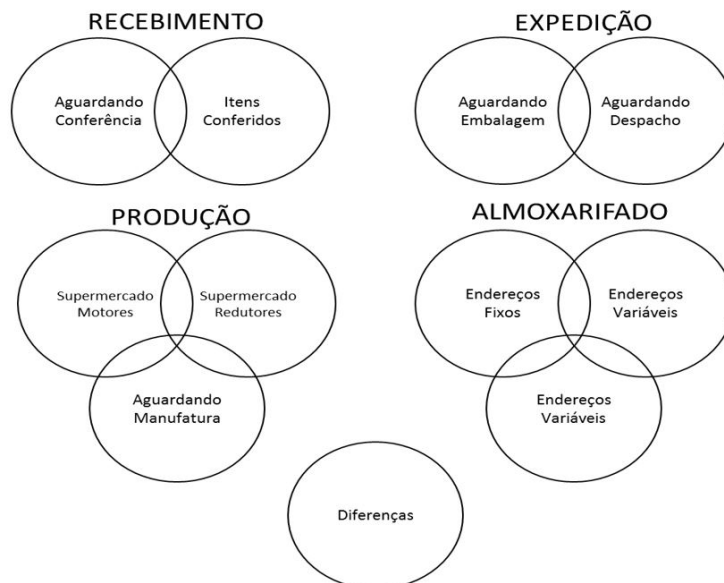 RECEBIMENTO
Aguardando
Conferência
Itens
Conferidos
EXPEDIÇÃO
Aguardando
Embalagem
Aguardando
Despacho
PRODUÇÃO
Supermercado
Motores
Supermercado
Redutores
Aguardando
Manufatura
ALMOXARIFADO
Endereços
Fixos
Endereços
Variáveis
Endereços
Variáveis
Diferenças